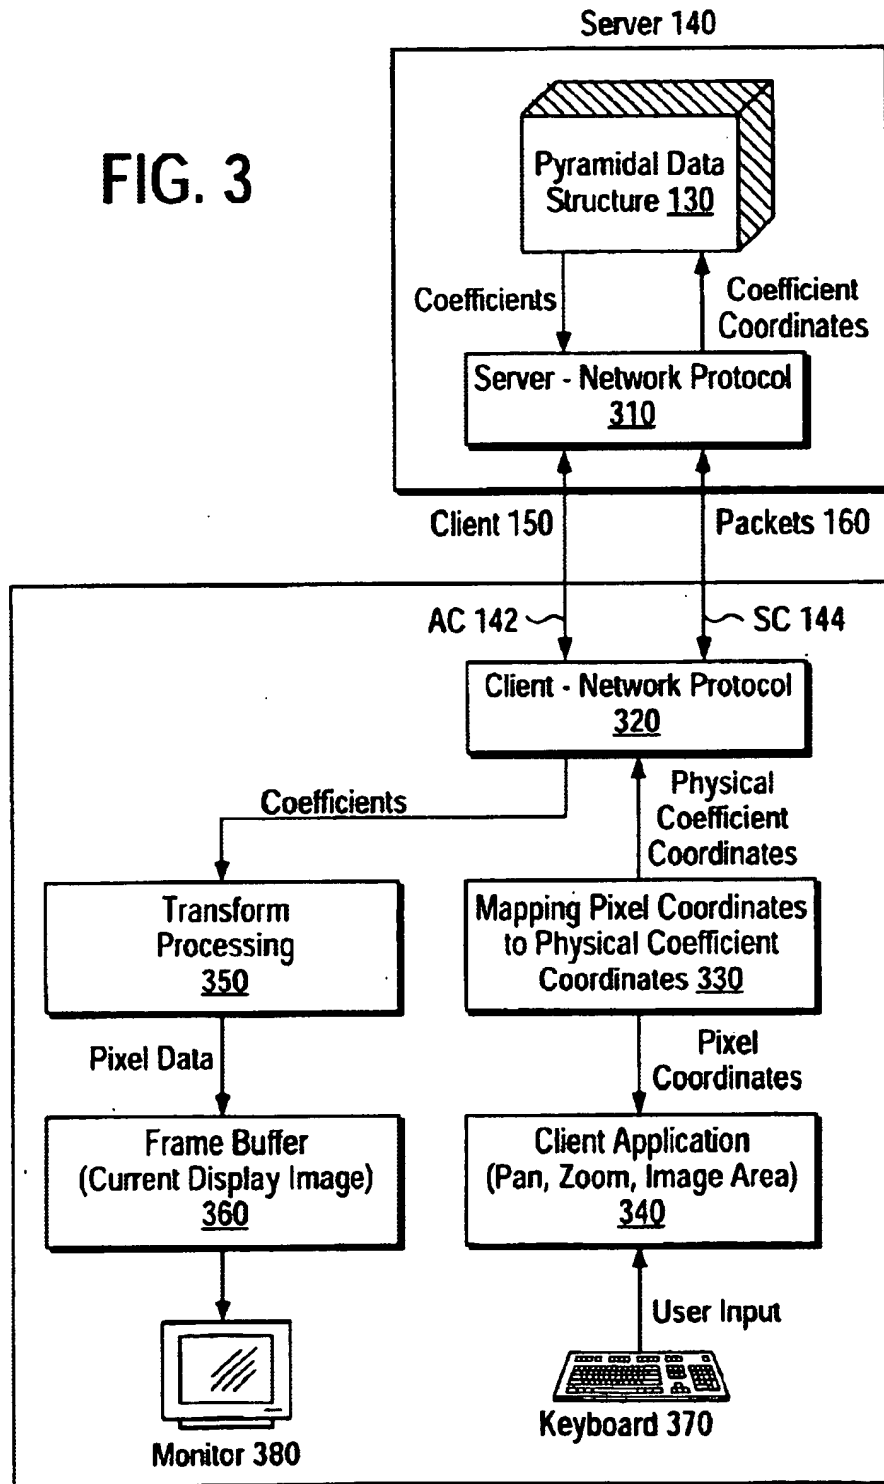 Server 140
FIG. 3
Pyramidal Data
Structure 130
Coefficients
Coefficient
Coordinates
Server - Network Protocol
310
Client 150
Packets 160
AC 142
SC 144
Client - Network Protocol
320
Coefficients
Physical
Coefficient
Coordinates
Transform
Processing
350
Mapping Pixel Coordinates
to Physical Coefficient
Coordinates 330
Pixel Data
Pixel
Coordinates
Frame Buffer
(Current Display Image)
360
Client Application
(Pan, Zoom, Image Area)
340
User Input
Monitor 380
Keyboard 370